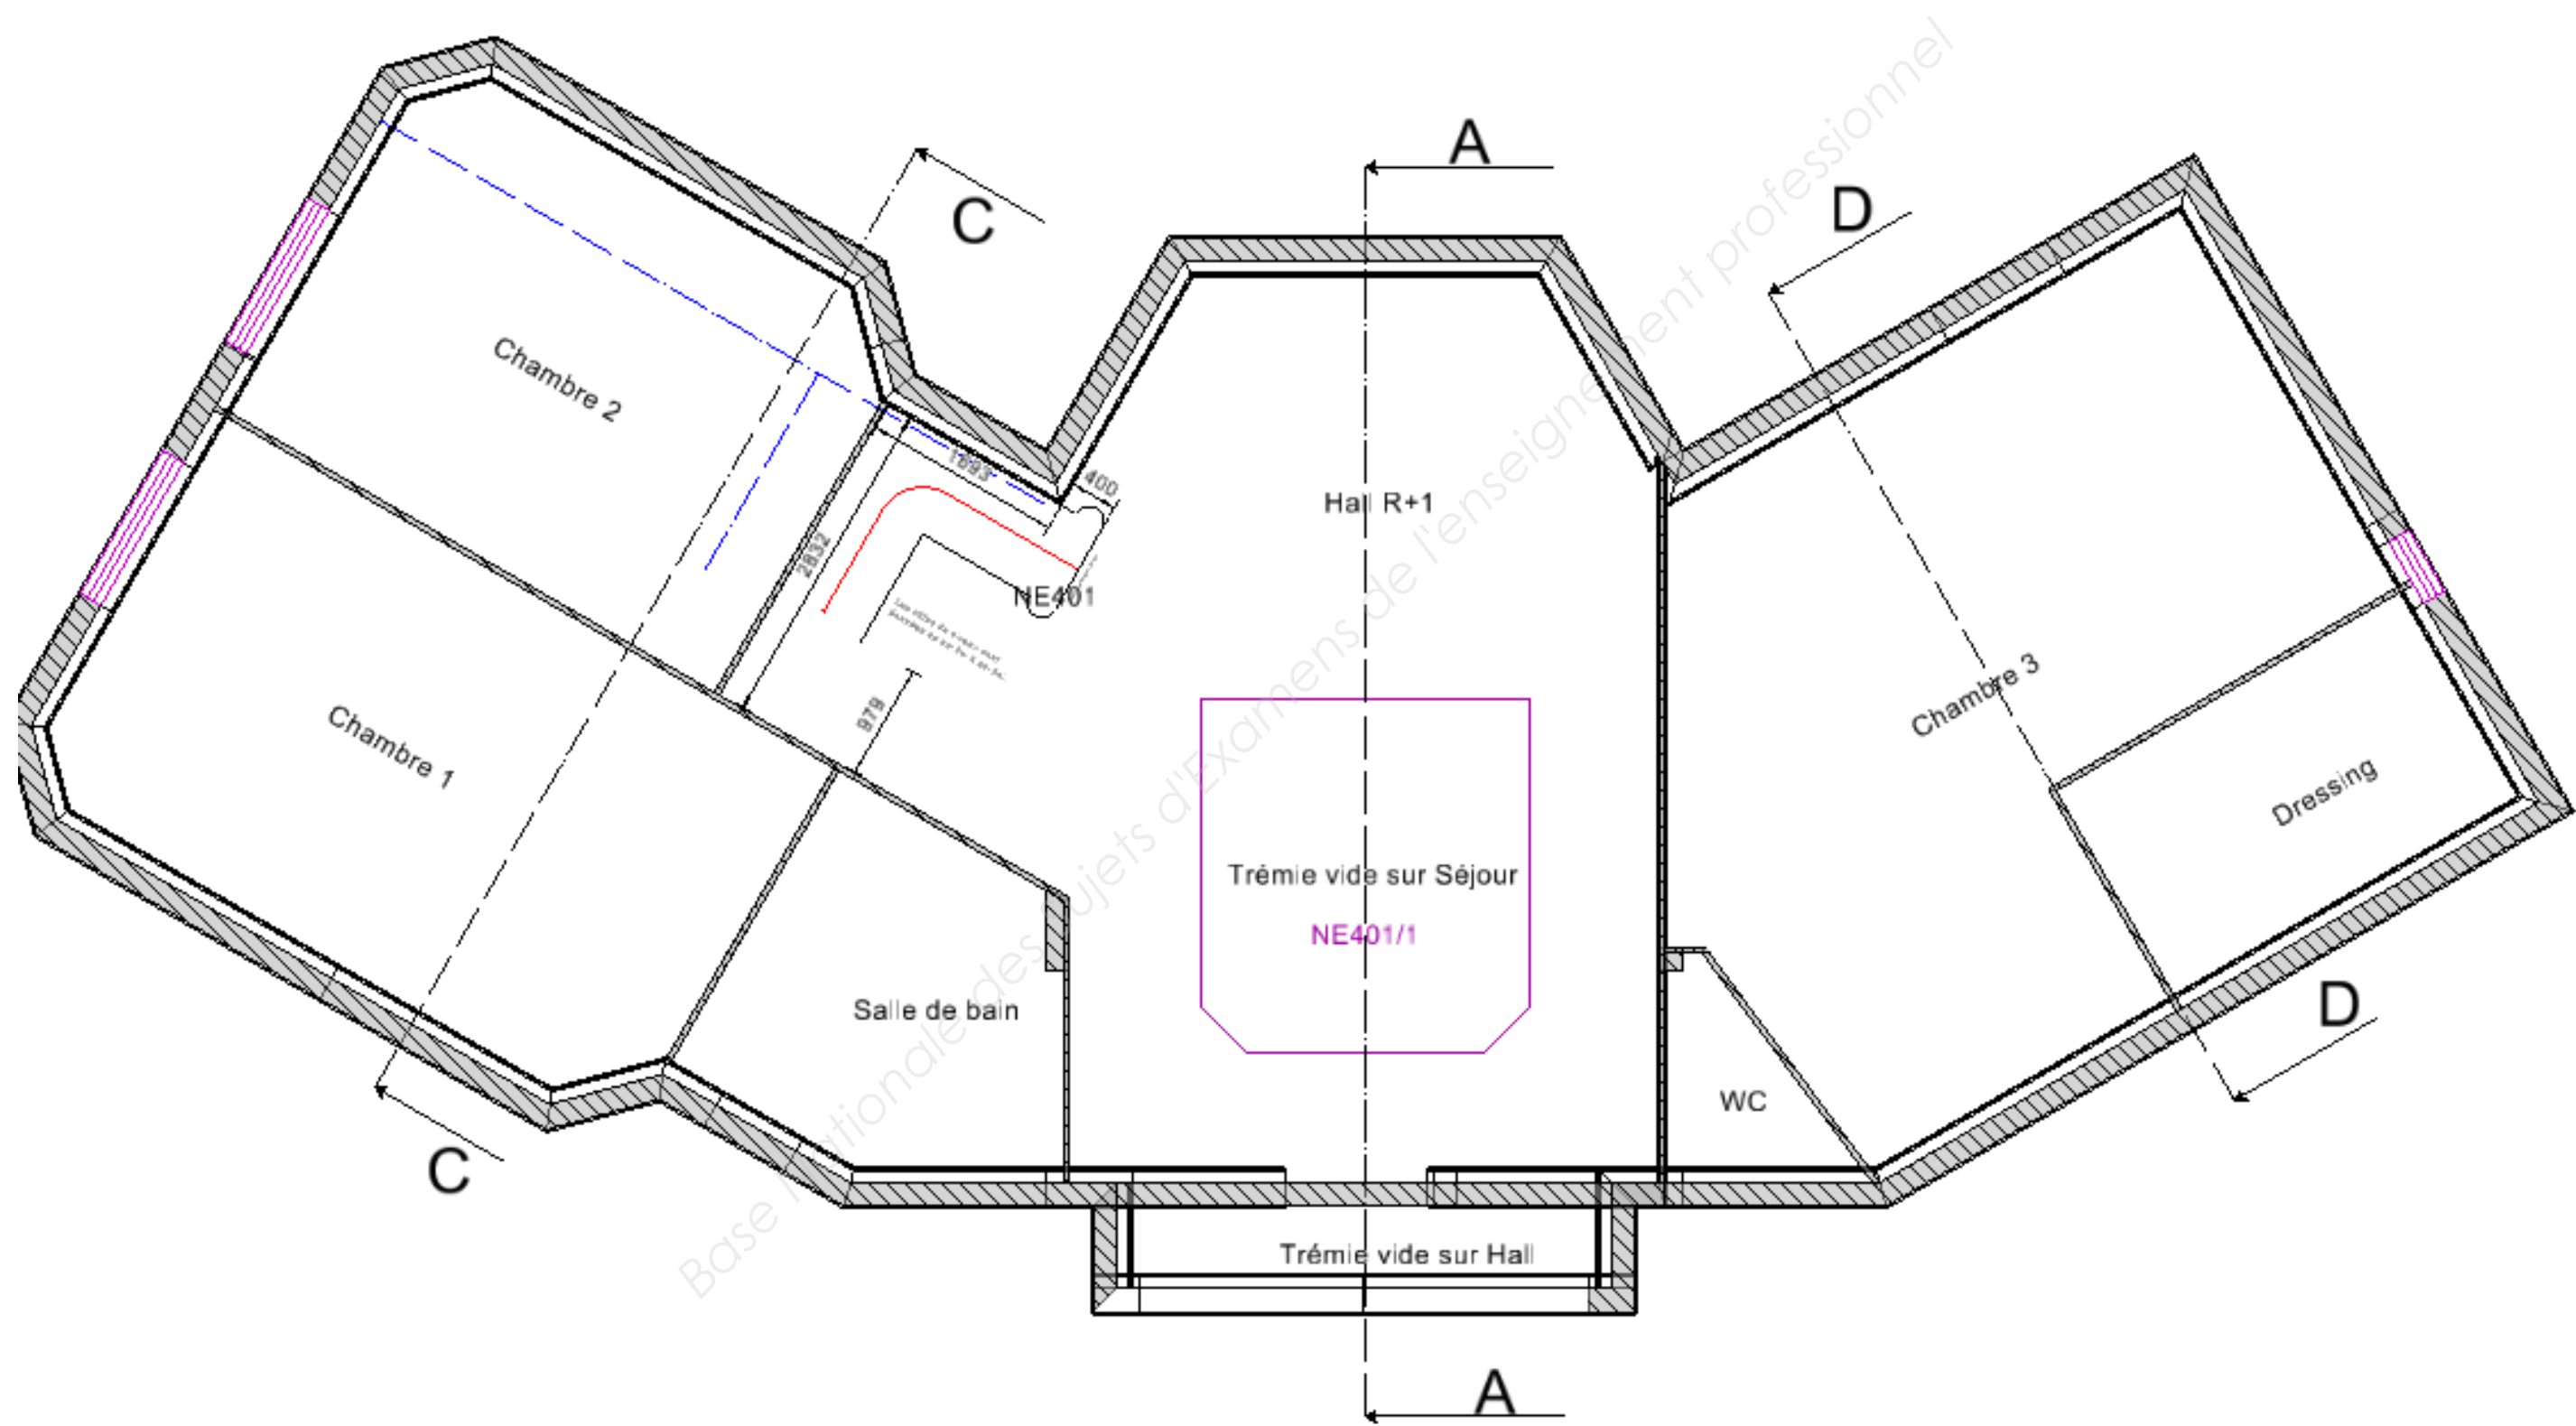 A
C
D
Chambre 2
1693
400
Hall R+1
2832
NE401
Chambre 3
979
Chambre 1
Dressing
Trémie vide sur Séjour
NE401/1
Salle de bain
D
WC
C
Trémie vide sur Hall
A
Base Nationale des Sujets d'Examens de l'enseignement professionnel